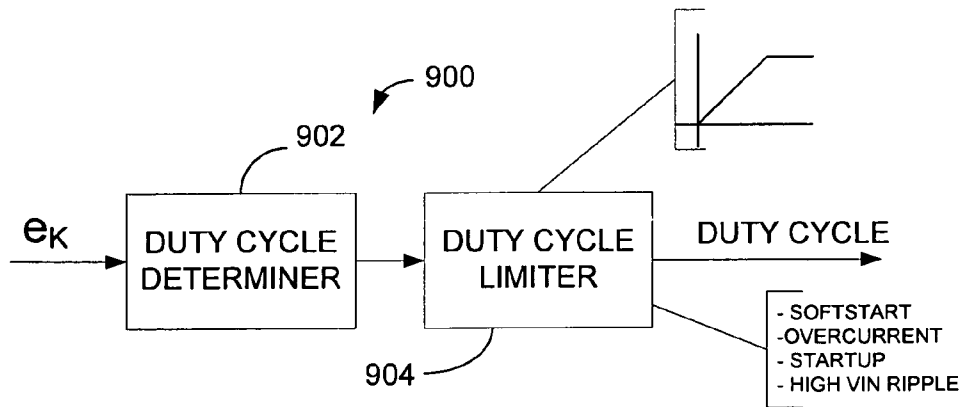 900
902
eK
DUTY CYCLE
DETERMINER
DUTY CYCLE
LIMITER
DUTY CYCLE
904
- SOFTSTART
-OVERCURRENT
- STARTUP
- HIGH VIN RIPPLE